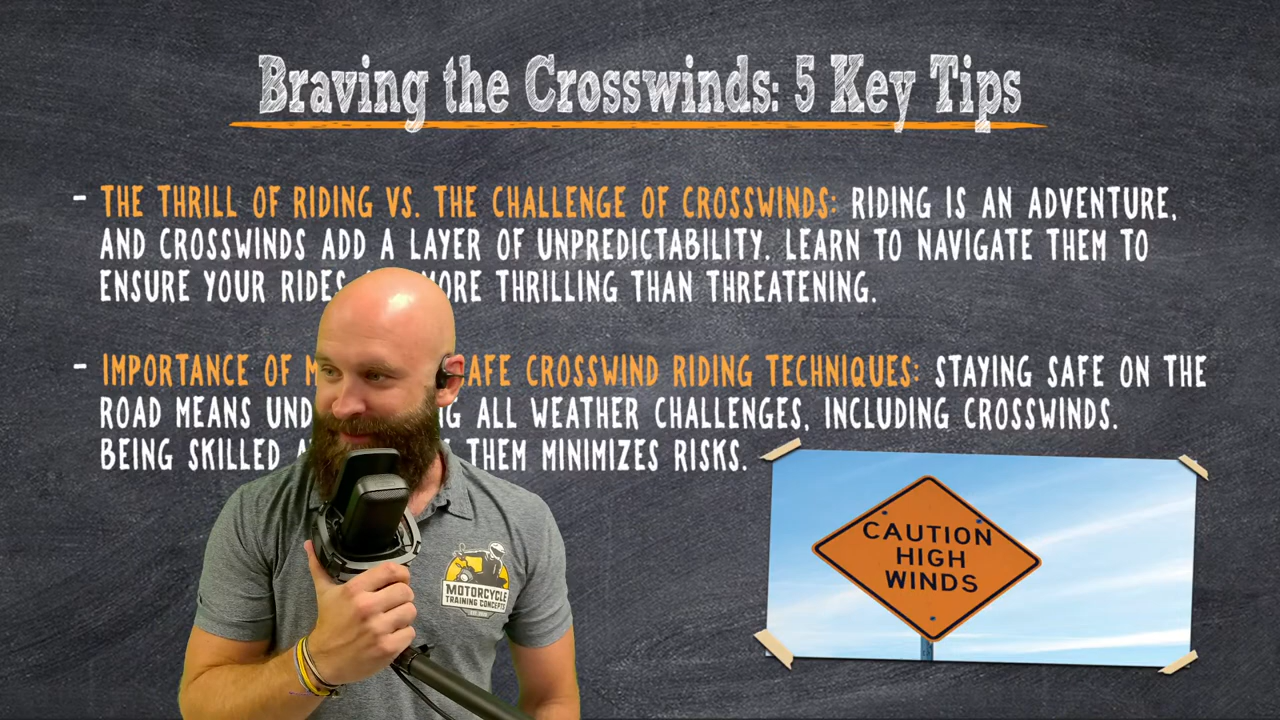 Braving the Crosswinds: 5 Key Tips
- THE THRILL OF RIDING VS. THE CHALLENGE OF CROSSWINDS: RIDING IS AN ADVENTURE,
AND CROSSWINDS ADD A LAYER OF UNPREDICTABILITY. LEARN TO NAVIGATE THEM TO
ENSURE YOUR RIDES MORE THRILLING THAN THREATENING.
- IMPORTANCE OF CROSSWIND RIDING TECHNIQUES: STAYING SAFE ON THE
ROAD MEANS ALL WEATHER CHALLENGES, INCLUDING CROSSWINDS.
BEING SKILLED THEM MINIMIZES RISKS.
CAUTION
HIGH
WINDS
MOTORCYCLE
TRAINING CONCEPTS